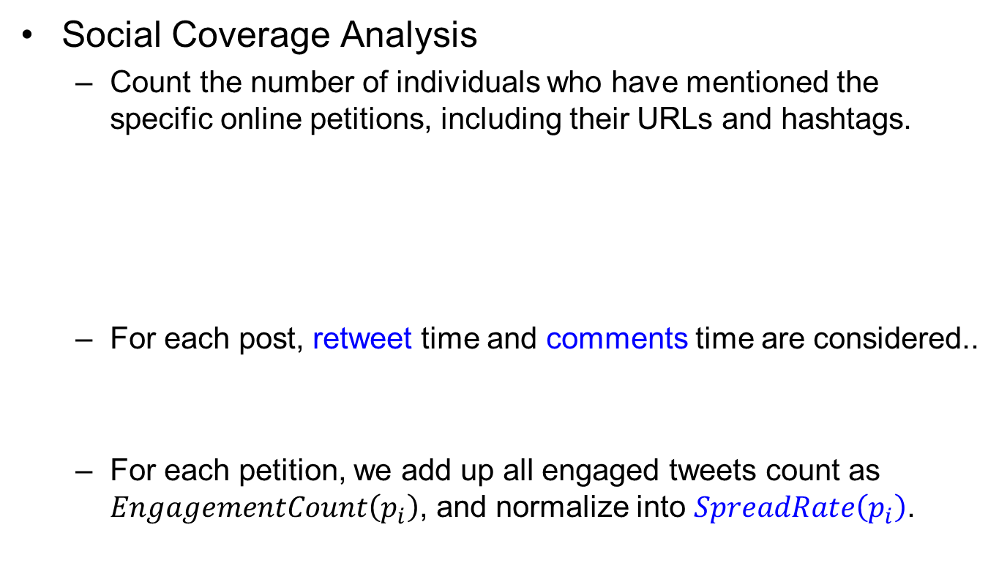 • Social Coverage Analysis
– Count the number of individuals who have mentioned the
specific online petitions, including their URLs and hashtags.
– For each post, retweet time and comments time are considered..
– For each petition, we add up all engaged tweets count as
EngagementCount(pᵢ), and normalize into SpreadRate(pᵢ).